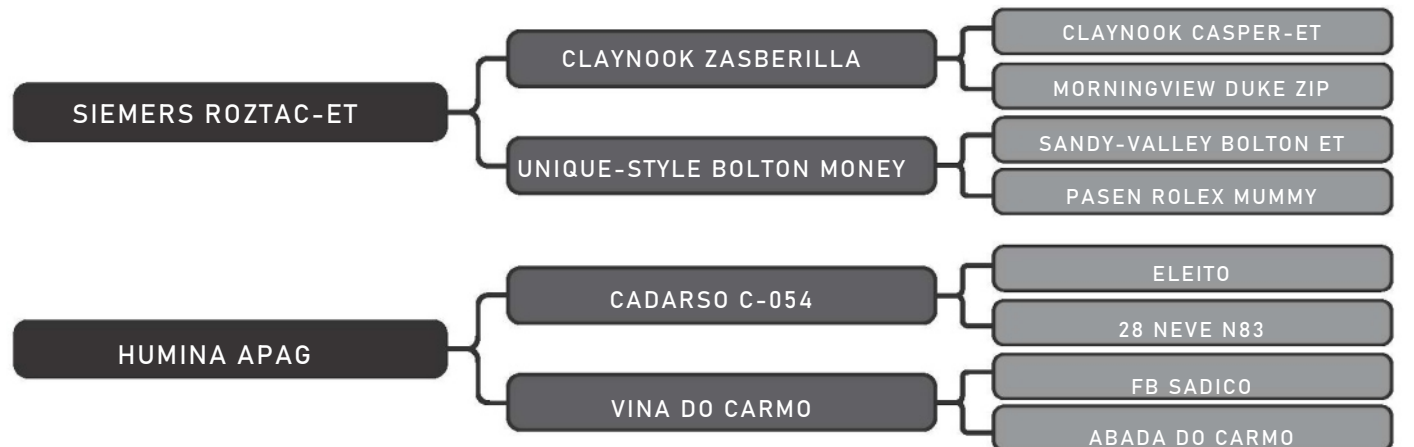 CLAYNOOK CASPER-ET
CLAYNOOK ZASBERILLA
MORNINGVIEW DUKE ZIP
SIEMERS ROZTAC-ET
SANDY-VALLEY BOLTON ET
UNIQUE-STYLE BOLTON MONEY
PASEN ROLEX MUMMY
ELEITO
CADARSO C-054
28 NEVE N83
HUMINA APAG
FB SADICO
VINA DO CARMO
ABADA DO CARMO